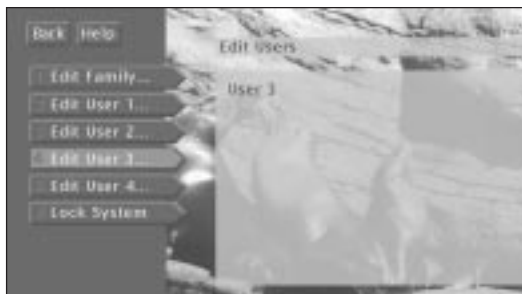 Back Help
Edit Users
Edit Family...
User 3
Edit User 1...
Edit User 2...
Edit User 3...
Edit User 4...
Lock System